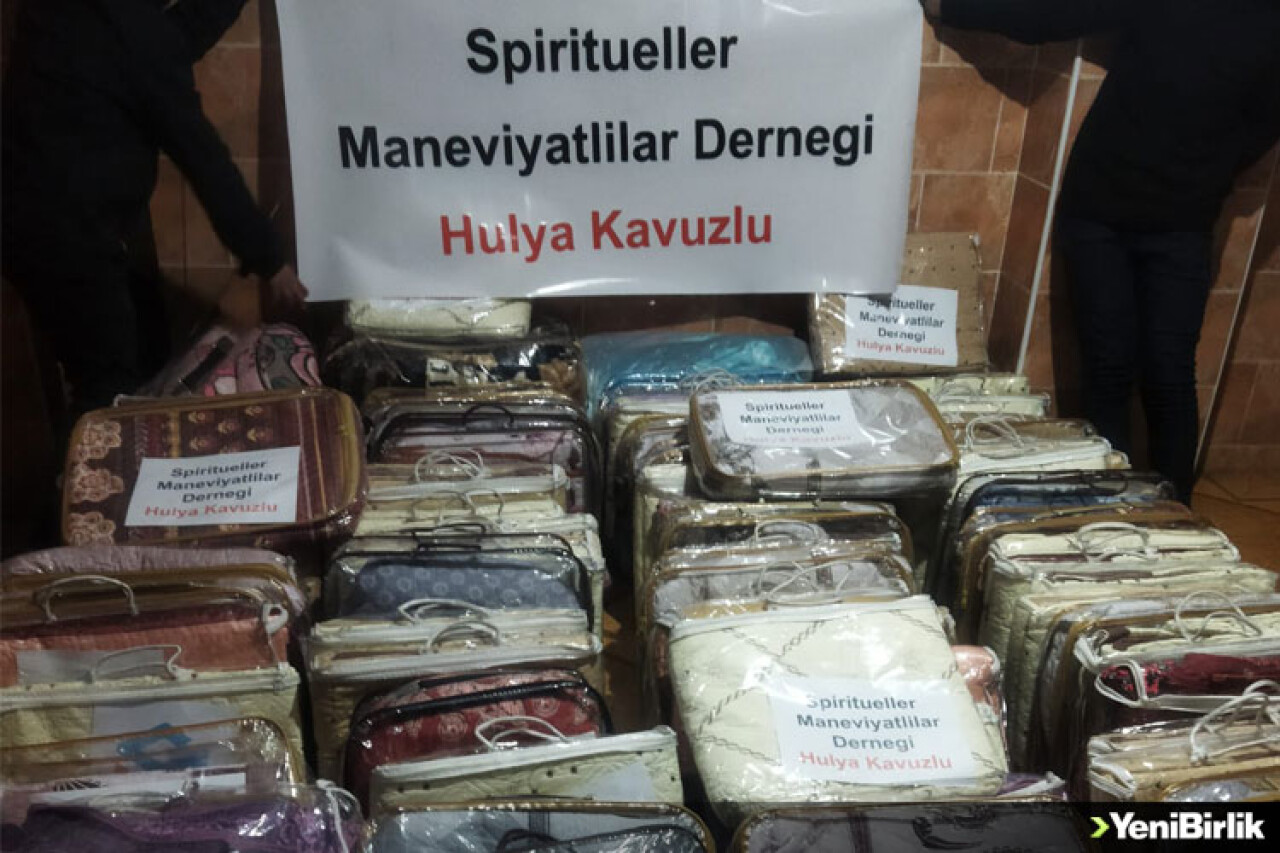 Spiritueller
Maneviyatlilar Dernegi
Hulya Kavuzlu
Spiritueller
Maneviyatlilar
Dernegi
Hulya Kavuzlu
Spiritueller
Maneviyatlilar
Dernegi
Hulya Kavuzlu
Spiritueller
Maneviyatlilar
Dernegi
Hulya Kavuzlu
Spiritueller
Maneviyatlilar
Dernegi
Hulya Kavuzlu
YeniBirlik